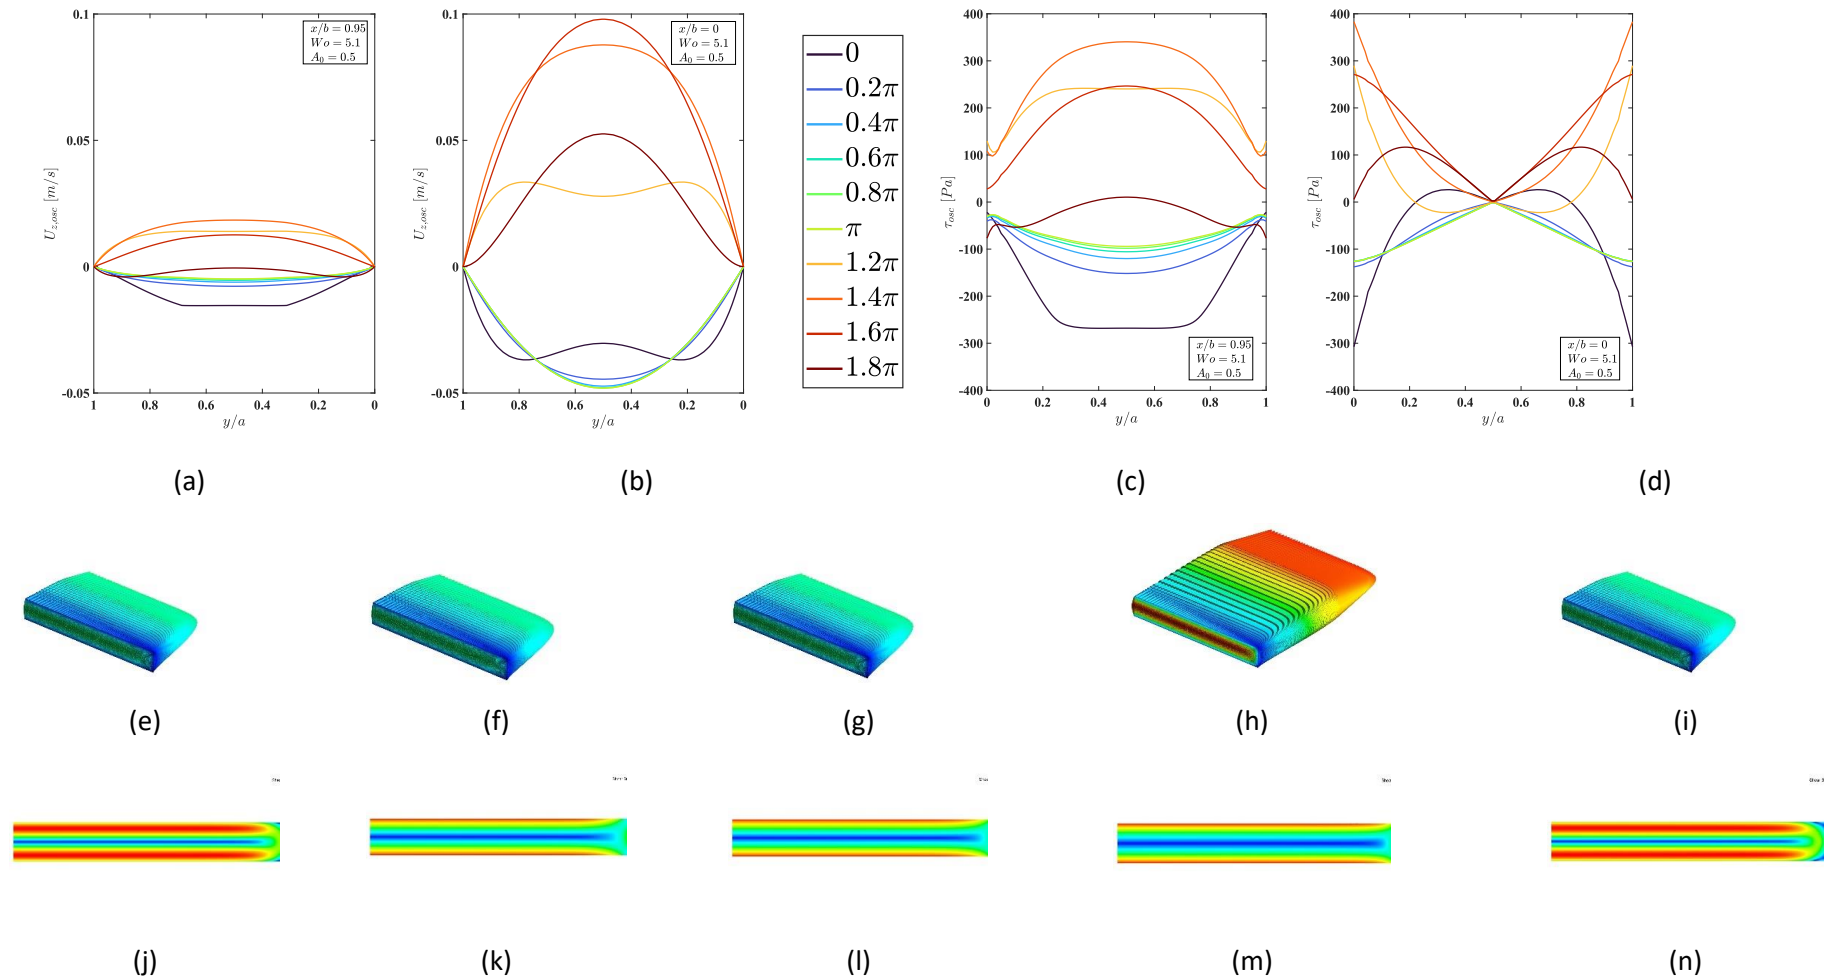 0.1
0.05
0
-0.05
1
0.8
0.6
0.4
0.2
0
y/a
U_{z,osc} [m/s]
x/b = 0.95
Wo = 5.1
A_0 = 0.5
(a)
0.1
0.05
0
-0.05
1
0.8
0.6
0.4
0.2
0
y/a
U_{z,osc} [m/s]
x/b = 0
Wo = 5.1
A_0 = 0.5
(b)
0
0.2π
0.4π
0.6π
0.8π
π
1.2π
1.4π
1.6π
1.8π
400
300
200
100
0
-100
-200
-300
-400
0
0.2
0.4
0.6
0.8
1
y/a
τ_{osc} [Pa]
x/b = 0.95
Wo = 5.1
A_0 = 0.5
(c)
400
300
200
100
0
-100
-200
-300
-400
0
0.2
0.4
0.6
0.8
1
y/a
τ_{osc} [Pa]
x/b = 0
Wo = 5.1
A_0 = 0.5
(d)
(e)
(f)
(g)
(h)
(i)
(j)
(k)
(l)
(m)
(n)